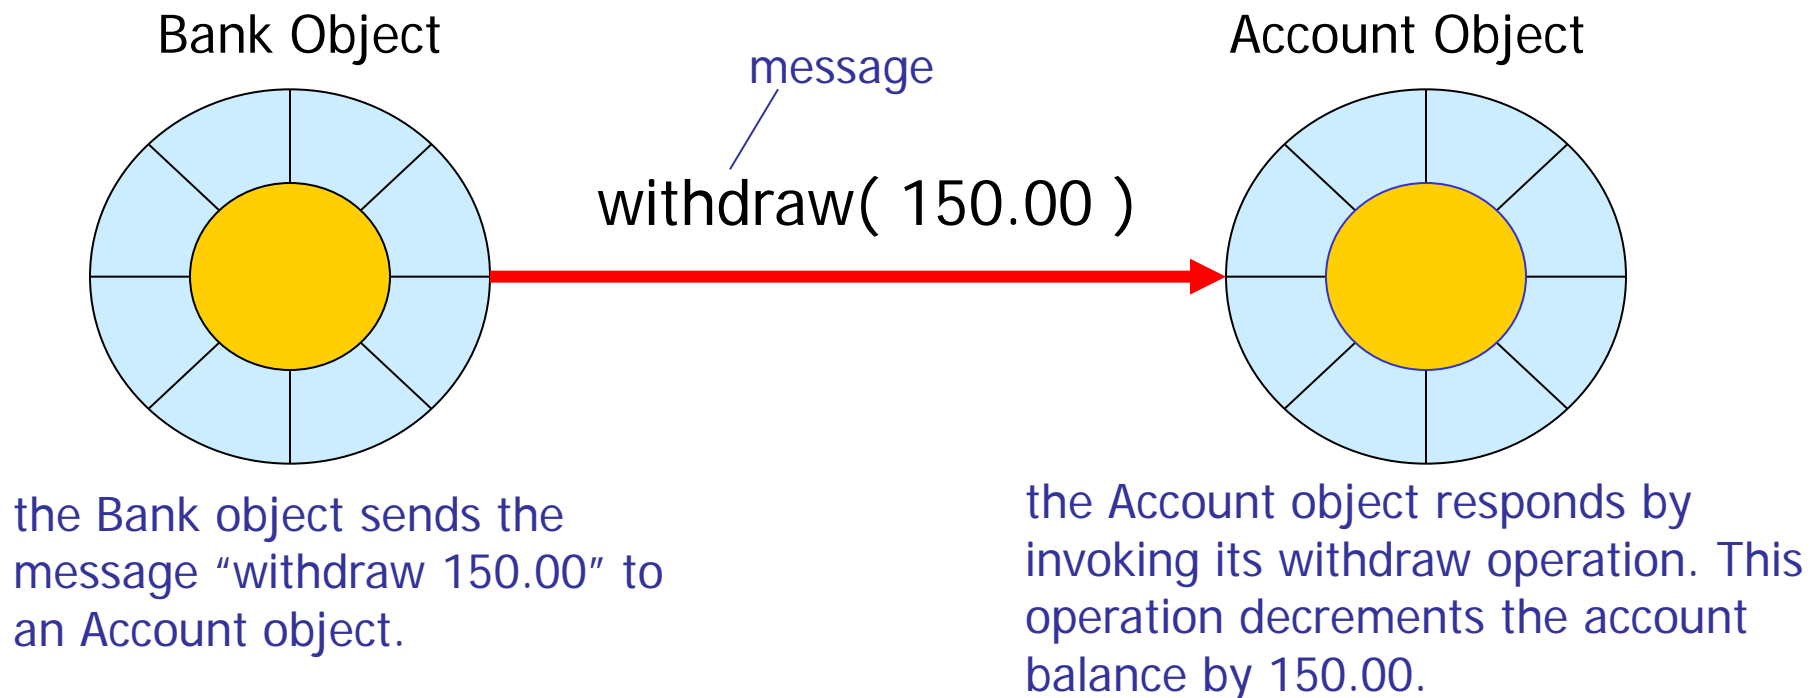 Bank Object
Account Object
message
withdraw( 150.00 )
the Bank object sends the
message “withdraw 150.00” to
an Account object.
the Account object responds by
invoking its withdraw operation. This
operation decrements the account
balance by 150.00.